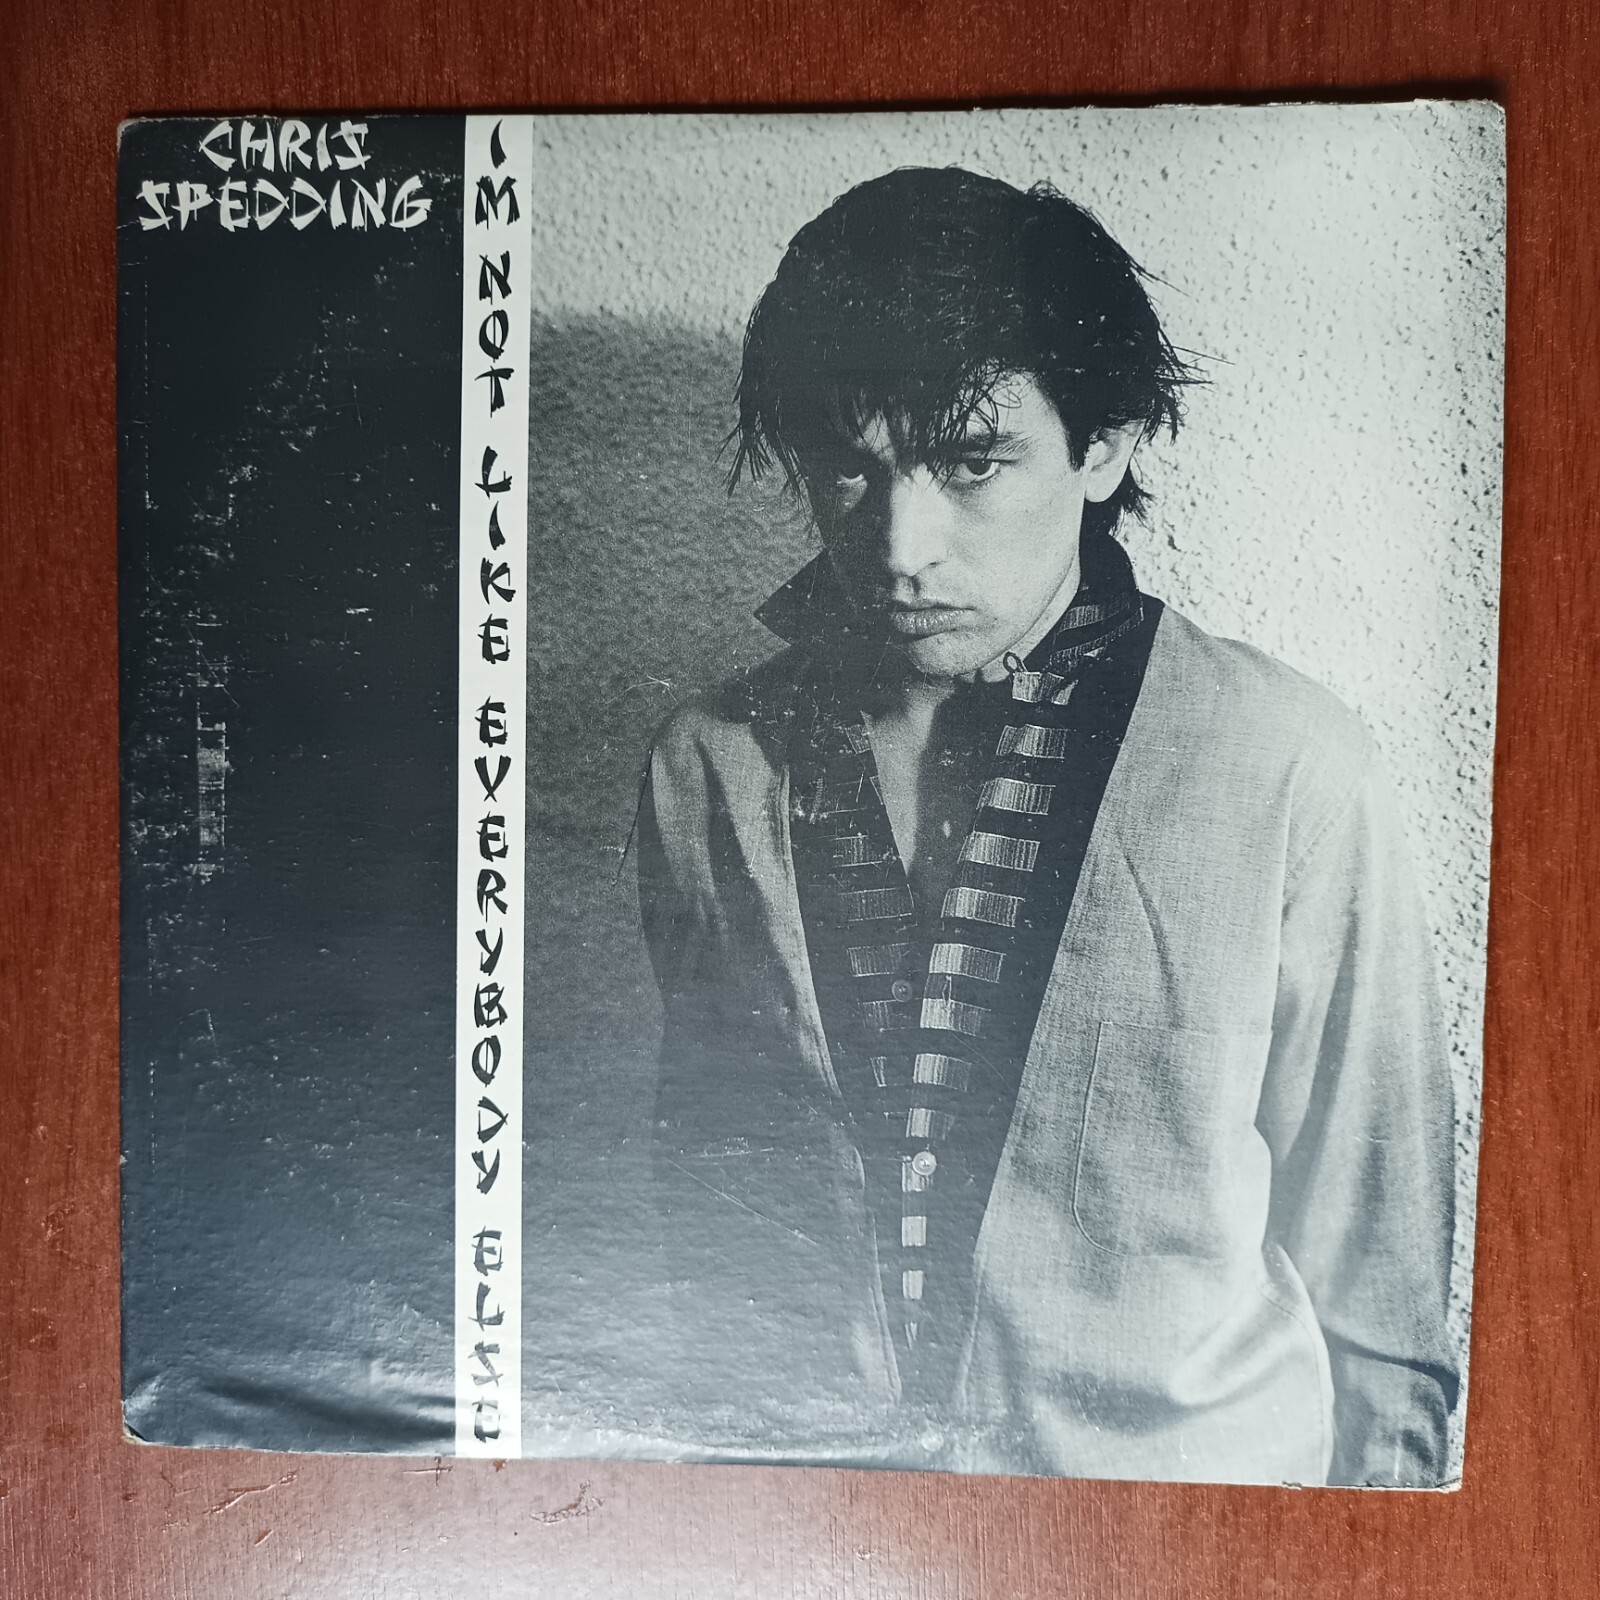 CHRIS
SPEDDING
IM NOT LIKE EVERYBODY ELSE